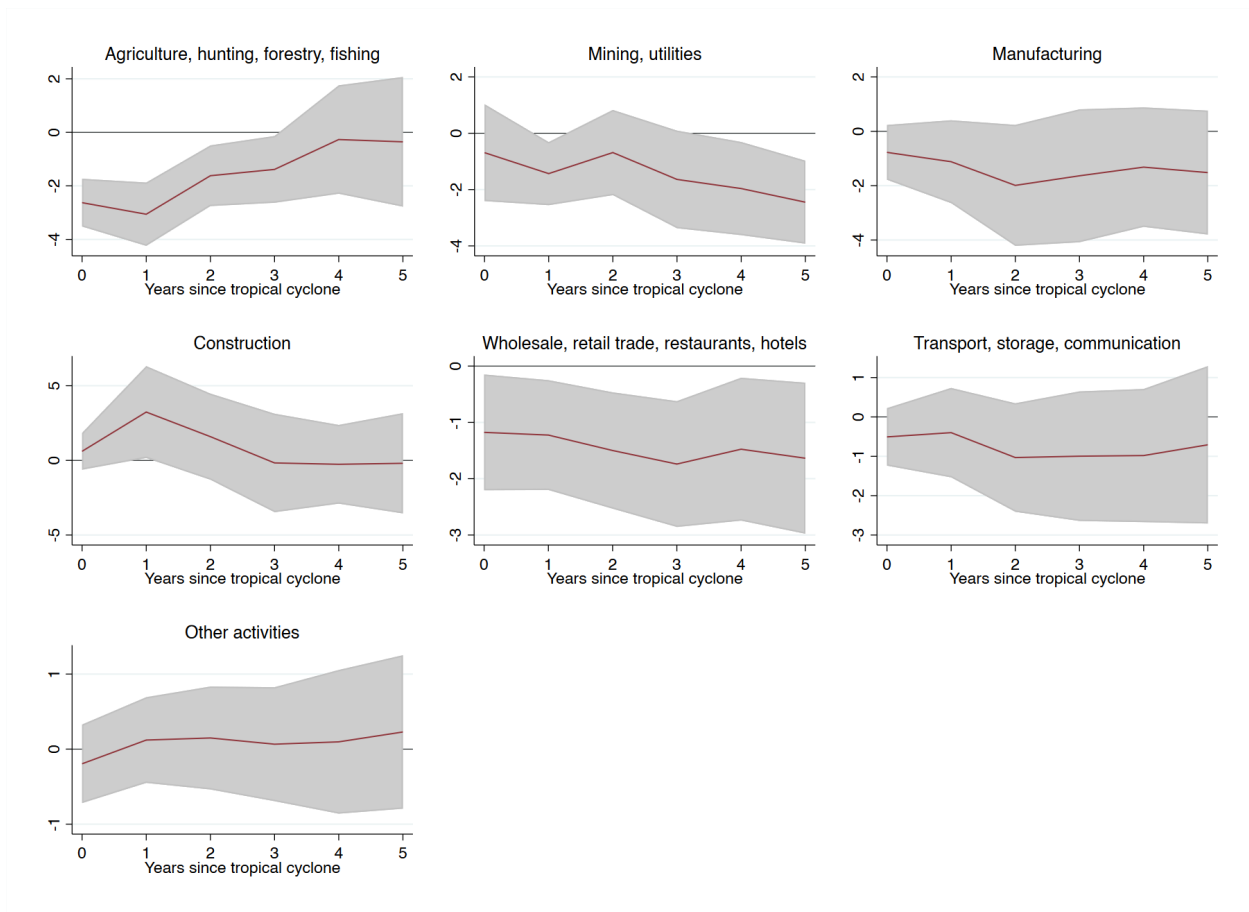 Agriculture, hunting, forestry, fishing
2
0
-2
-4
0 1 2 3 4 5
Years since tropical cyclone
Mining, utilities
2
0
-2
-4
0 1 2 3 4 5
Years since tropical cyclone
Manufacturing
2
0
-2
-4
0 1 2 3 4 5
Years since tropical cyclone
Construction
5
0
-5
0 1 2 3 4 5
Years since tropical cyclone
Wholesale, retail trade, restaurants, hotels
0
-1
-2
-3
0 1 2 3 4 5
Years since tropical cyclone
Transport, storage, communication
1
0
-1
-2
-3
0 1 2 3 4 5
Years since tropical cyclone
Other activities
1
0
-1
0 1 2 3 4 5
Years since tropical cyclone